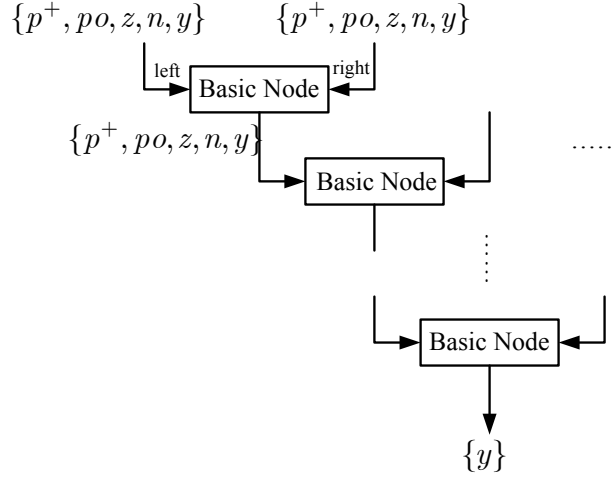 {p⁺, po, z, n, y} {p⁺, po, z, n, y}
left right
Basic Node
{p⁺, po, z, n, y}
.....
Basic Node
......
Basic Node
{y}